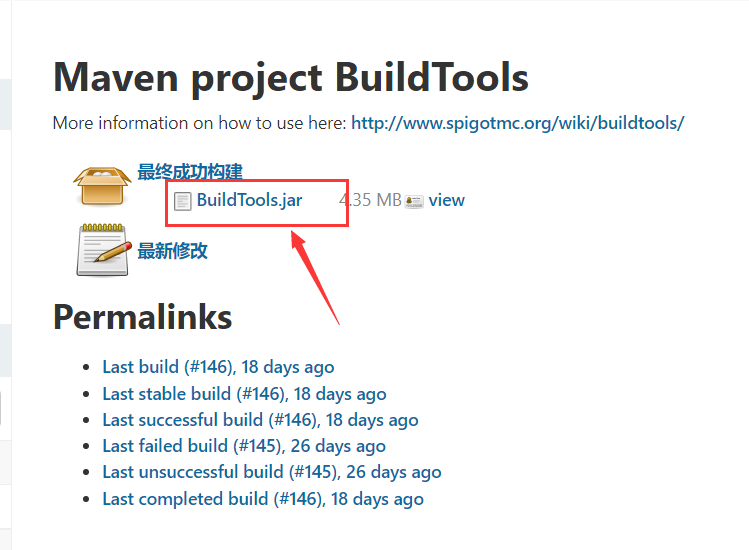 Maven project BuildTools
More information on how to use here: http://www.spigotmc.org/wiki/buildtools/
最终成功构建
BuildTools.jar 4.35 MB view
最新修改
Permalinks
Last build (#146), 18 days ago
Last stable build (#146), 18 days ago
Last successful build (#146), 18 days ago
Last failed build (#145), 26 days ago
Last unsuccessful build (#145), 26 days ago
Last completed build (#146), 18 days ago